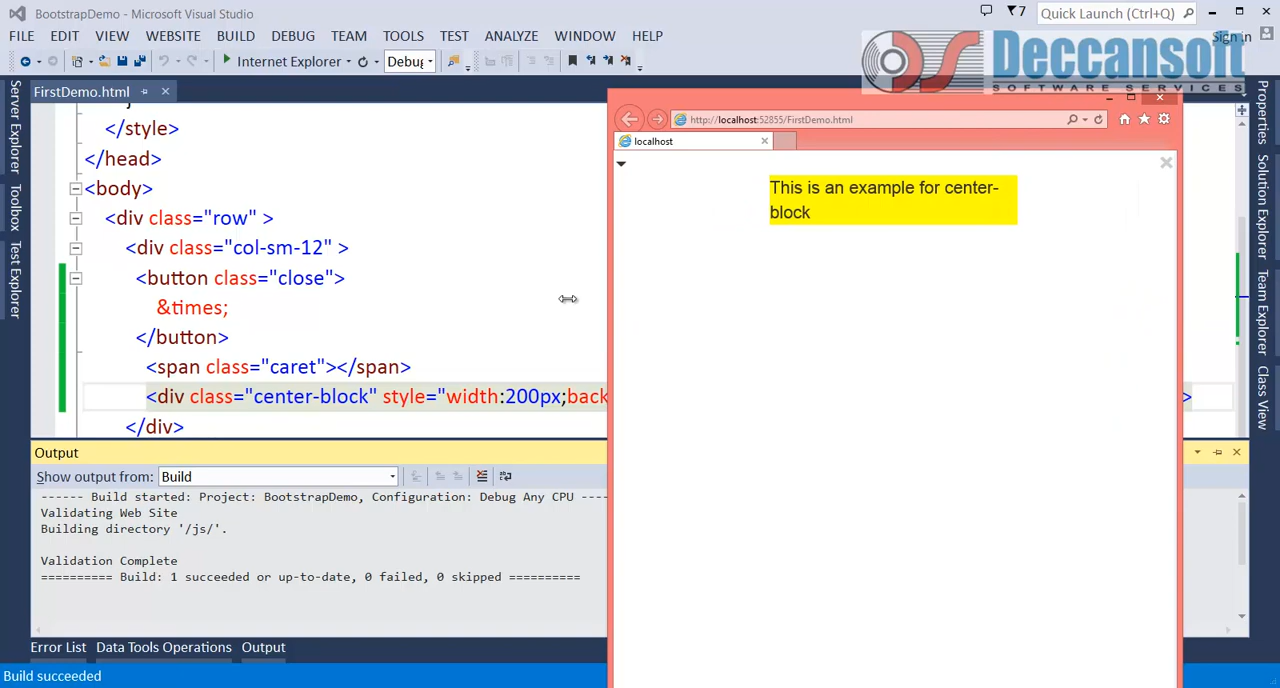 BootstrapDemo - Microsoft Visual Studio
7
Quick Launch (Ctrl+Q)
FILE EDIT VIEW WEBSITE BUILD DEBUG TEAM TOOLS TEST ANALYZE WINDOW HELP
Sign in
Internet Explorer
Debug
Deccansoft
SOFTWARE SERVICES
FirstDemo.html
Server Explorer
Toolbox
Test Explorer
</style>
</head>
<body>
<div class="row" >
<div class="col-sm-12" >
<button class="close">
&times;
</button>
<span class="caret"></span>
<div class="center-block" style="width:200px;back
>
</div>
http://localhost:52855/FirstDemo.html
localhost
×
This is an example for center-
block
Properties
Solution Explorer
Team Explorer
Class View
Output
Show output from: Build
------ Build started: Project: BootstrapDemo, Configuration: Debug Any CPU ----
Validating Web Site
Building directory '/js/'.
Validation Complete
========== Build: 1 succeeded or up-to-date, 0 failed, 0 skipped ==========
Error List Data Tools Operations Output
Build succeeded